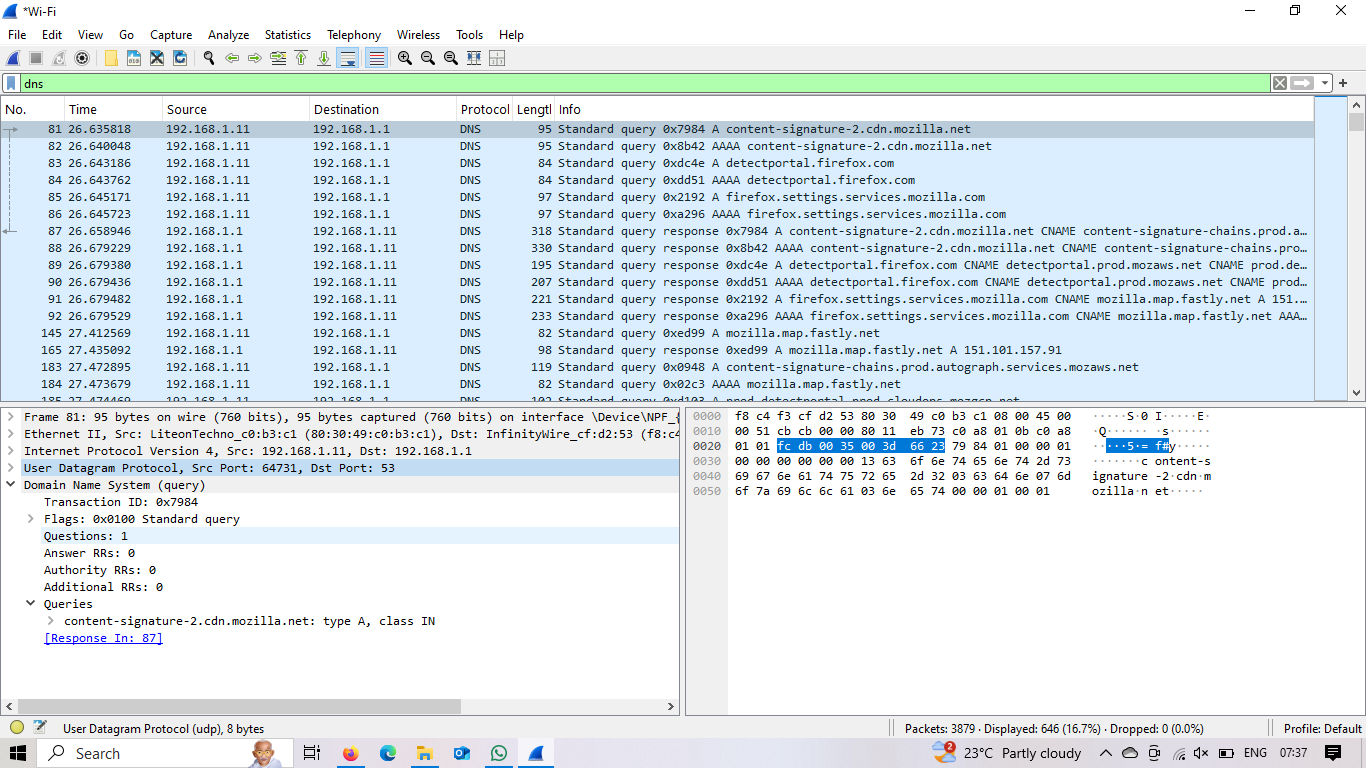 *Wi-Fi
File Edit View Go Capture Analyze Statistics Telephony Wireless Tools Help
dns
No. Time Source Destination Protocol Lengtl Info
81 26.635818 192.168.1.11 192.168.1.1 DNS 95 Standard query 0x7984 A content-signature-2.cdn.mozilla.net
82 26.640048 192.168.1.11 192.168.1.1 DNS 95 Standard query 0x8b42 AAAA content-signature-2.cdn.mozilla.net
83 26.643186 192.168.1.11 192.168.1.1 DNS 84 Standard query 0xdc4e A detectportal.firefox.com
84 26.643762 192.168.1.11 192.168.1.1 DNS 84 Standard query 0xdd51 AAAA detectportal.firefox.com
85 26.645171 192.168.1.11 192.168.1.1 DNS 97 Standard query 0x2192 A firefox.settings.services.mozilla.com
86 26.645723 192.168.1.11 192.168.1.1 DNS 97 Standard query 0xa296 AAAA firefox.settings.services.mozilla.com
87 26.658946 192.168.1.1 192.168.1.11 DNS 318 Standard query response 0x7984 A content-signature-2.cdn.mozilla.net CNAME content-signature-chains.prod.a…
88 26.679229 192.168.1.1 192.168.1.11 DNS 330 Standard query response 0x8b42 AAAA content-signature-2.cdn.mozilla.net CNAME content-signature-chains.pro…
89 26.679380 192.168.1.1 192.168.1.11 DNS 195 Standard query response 0xdc4e A detectportal.firefox.com CNAME detectportal.prod.mozaws.net CNAME prod.de…
90 26.679436 192.168.1.1 192.168.1.11 DNS 207 Standard query response 0xdd51 AAAA detectportal.firefox.com CNAME detectportal.prod.mozaws.net CNAME prod…
91 26.679482 192.168.1.1 192.168.1.11 DNS 221 Standard query response 0x2192 A firefox.settings.services.mozilla.com CNAME mozilla.map.fastly.net A 151.…
92 26.679529 192.168.1.1 192.168.1.11 DNS 233 Standard query response 0xa296 AAAA firefox.settings.services.mozilla.com CNAME mozilla.map.fastly.net AAA…
145 27.412569 192.168.1.11 192.168.1.1 DNS 82 Standard query 0xed99 A mozilla.map.fastly.net
165 27.435092 192.168.1.1 192.168.1.11 DNS 98 Standard query response 0xed99 A mozilla.map.fastly.net A 151.101.157.91
183 27.472895 192.168.1.11 192.168.1.1 DNS 119 Standard query 0x0948 A content-signature-chains.prod.autograph.services.mozaws.net
184 27.473679 192.168.1.11 192.168.1.1 DNS 82 Standard query 0x02c3 AAAA mozilla.map.fastly.net
Frame 81: 95 bytes on wire (760 bits), 95 bytes captured (760 bits) on interface \Device\NPF_{
Ethernet II, Src: LiteonTechno_c0:b3:c1 (80:30:49:c0:b3:c1), Dst: InfinityWire_cf:d2:53 (f8:c4
Internet Protocol Version 4, Src: 192.168.1.11, Dst: 192.168.1.1
User Datagram Protocol, Src Port: 64731, Dst Port: 53
Domain Name System (query)
Transaction ID: 0x7984
Flags: 0x0100 Standard query
Questions: 1
Answer RRs: 0
Authority RRs: 0
Additional RRs: 0
Queries
content-signature-2.cdn.mozilla.net: type A, class IN
[Response In: 87]
0000 f8 c4 f3 cf d2 53 80 30 49 c0 b3 c1 08 00 45 00 ·····S·0 I·····E·
0010 00 51 cb cb 00 00 80 11 eb 73 c0 a8 01 0b c0 a8 ·Q······ ·s······
0020 01 01 fc db 00 35 00 3d 66 23 79 84 01 00 00 01 ·····5·= f#y·····
0030 00 00 00 00 00 00 13 63 6f 6e 74 65 6e 74 2d 73 ·······c ontent-s
0040 69 67 6e 61 74 75 72 65 2d 32 03 63 64 6e 07 6d ignature -2·cdn·m
0050 6f 7a 69 6c 6c 61 03 6e 65 74 00 00 01 00 01 ozilla·n et·····
User Datagram Protocol (udp), 8 bytes
Packets: 3879 · Displayed: 646 (16.7%) · Dropped: 0 (0.0%)
Profile: Default
Search
2
23°C Partly cloudy
ENG
07:37